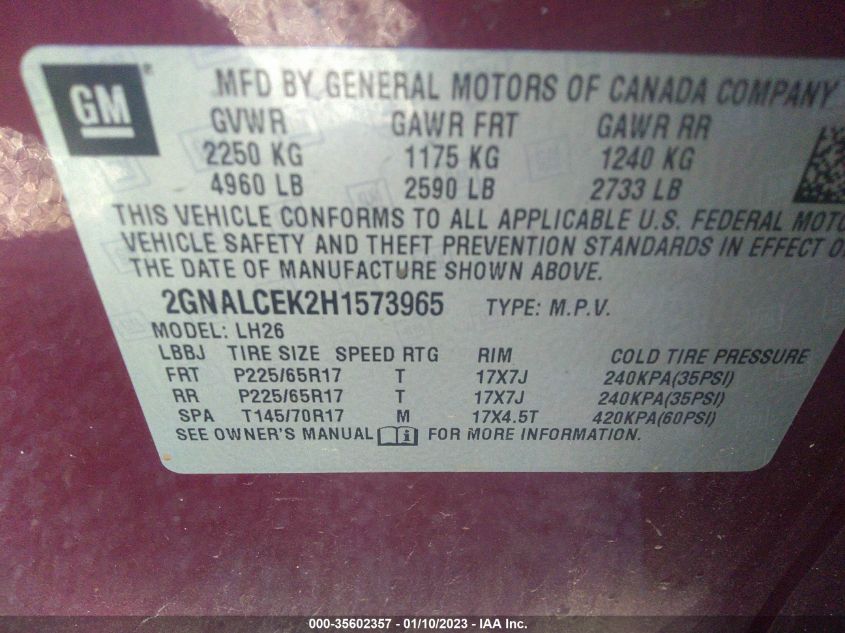 GM ® MFD BY GENERAL MOTORS OF CANADA COMPANY
GVWR GAWR FRT GAWR RR
2250 KG 1175 KG 1240 KG
4960 LB 2590 LB 2733 LB
THIS VEHICLE CONFORMS TO ALL APPLICABLE U.S. FEDERAL
VEHICLE SAFETY AND THEFT PREVENTION STANDARDS IN EFFECT
THE DATE OF MANUFACTURE SHOWN ABOVE.
2GNALCEK2H1573965 TYPE: M.P.V.
MODEL: LH26
LBBJ TIRE SIZE SPEED RTG RIM COLD TIRE PRESSURE
FRT P225/65R17 T 17X7J 240KPA(35PSI)
RR P225/65R17 T 17X7J 240KPA(35PSI)
SPA T145/70R17 M 17X4.5T 420KPA(60PSI)
SEE OWNER'S MANUAL i FOR MORE INFORMATION.
000-35602357 - 01/10/2023 - IAA Inc.